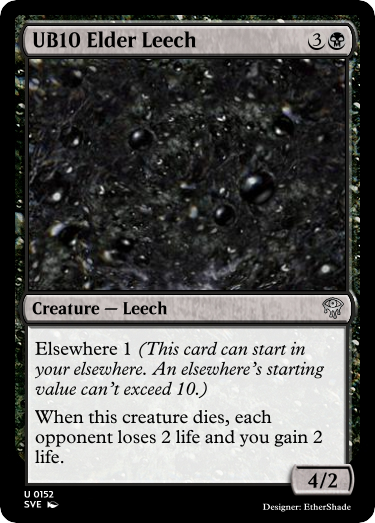 UB10 Elder Leech 3
Creature — Leech
Elsewhere 1 (This card can start in
your elsewhere. An elsewhere's starting
value can't exceed 10.)
When this creature dies, each
opponent loses 2 life and you gain 2
life.
4/2
U 0152
SVE
Designer: EtherShade